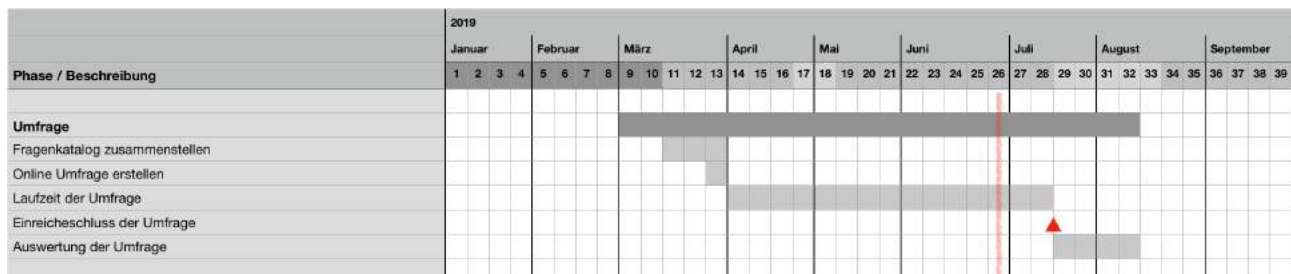 2019
Januar Februar März April Mai Juni Juli August September
Phase / Beschreibung 1 2 3 4 5 6 7 8 9 10 11 12 13 14 15 16 17 18 19 20 21 22 23 24 25 26 27 28 29 30 31 32 33 34 35 36 37 38 39
Umfrage
Fragenkatalog zusammenstellen
Online Umfrage erstellen
Laufzeit der Umfrage
Einreicheschluss der Umfrage
Auswertung der Umfrage